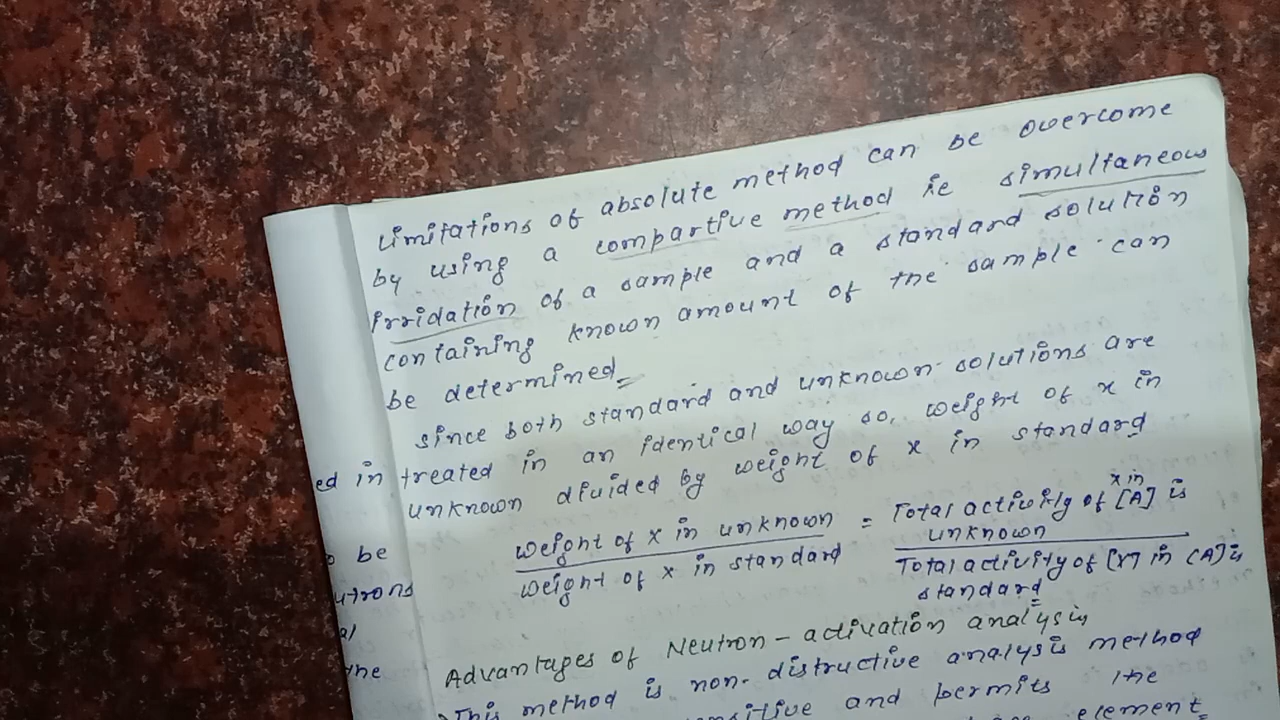 Limitations of absolute method can be overcome
by using a compartive method ie simultaneous
irridation of a sample and a standard solution
containing known amount of the sample can
be determined
since both standard and unknown solutions are
ed in treated in an identical way so, weight of x in
unknown divided by weight of x in standard
weight of x in unknown = Total activity of x in [A] is unknown
weight of x in standard Total activity of [x] in [A] is standard
be
utrons
al
the
Advantages of Neutron - activation analysis
This method is non-distructive analysis method
and permits the
element